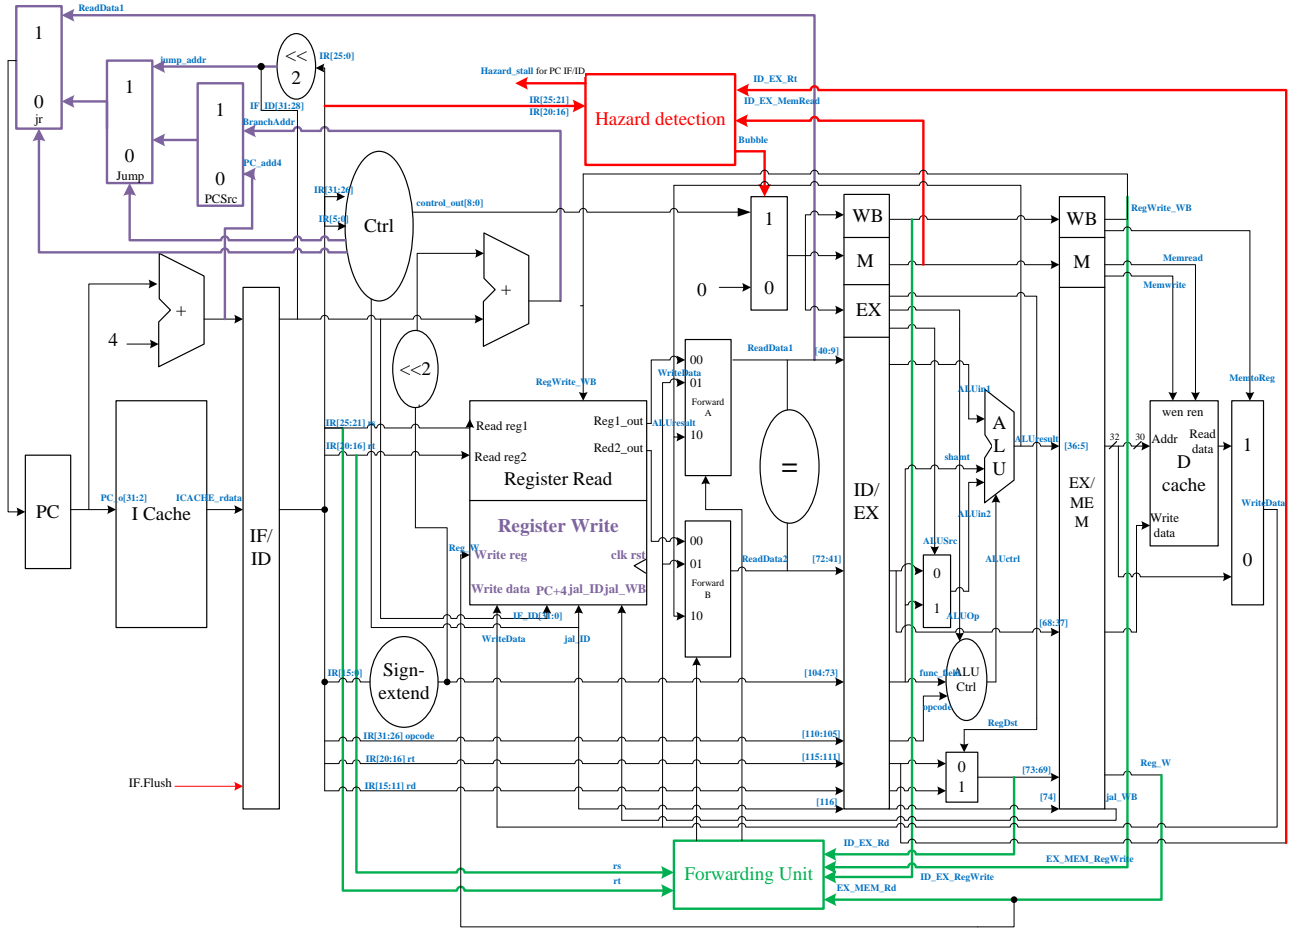 ReadData1
1
0
jr
jump_addr
<<
2
IR[25:0]
1
0
Jump
1
0
PCSrc
IF_ID[31:28]
BranchAddr
PC_add4
Hazard_stall for PC IF/ID
IR[25:21]
IR[20:16]
Hazard detection
ID_EX_Rt
ID_EX_MemRead
Bubble
IR[31:26]
IR[5:0]
Ctrl
control_out[8:0]
1
0
0
WB
M
EX
WB
M
RegWrite_WB
Memread
Memwrite
MemtoReg
+
4
+
<<2
RegWrite_WB
WriteData
ALUresult
00
01
Forward
A
10
ReadData1
[40:9]
=
ALUin1
A
L
U
ALUresult
[36:5]
shamt
ALUin2
32
30
wen ren
Addr
Read
data
D
cache
Write
data
1
0
WriteData
IR[25:21] rs
IR[20:16] rt
Read reg1
Read reg2
Reg1_out
Red2_out
Register Read
PC
PC_o[31:2]
I Cache
ICACHE_rdata
IF/
ID
Register Write
Reg_W
Write reg
clk rst
Write data
PC+4
jal_ID
jal_WB
IF_ID[31:0]
WriteData
jal_ID
00
01
Forward
B
10
ReadData2
[72:41]
ID/
EX
EX/
ME
M
ALUSrc
0
1
ALUOp
ALUctrl
[68:37]
IR[15:0]
Sign-
extend
[104:73]
func_field
ALU
Ctrl
opcode
RegDst
IR[31:26] opcode
[110:105]
IR[20:16] rt
[115:111]
IR[15:11] rd
0
1
[73:69]
Reg_W
[116]
[74]
jal_WB
IF.Flush
rs
rt
Forwarding Unit
ID_EX_Rd
EX_MEM_RegWrite
ID_EX_RegWrite
EX_MEM_Rd